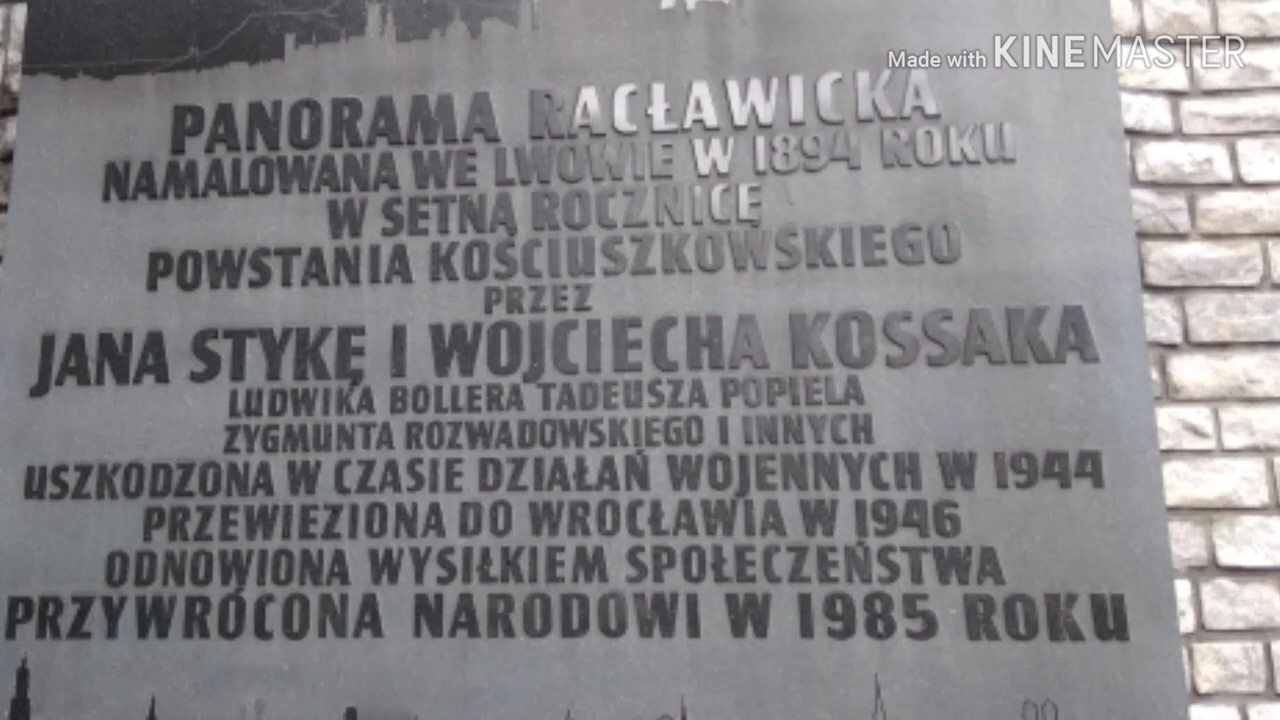 Made with KINEMASTER
PANORAMA RACŁAWICKA
NAMALOWANA WE LWOWIE W 1894 ROKU
W SETNĄ ROCZNICĘ
POWSTANIA KOŚCIUSZKOWSKIEGO
PRZEZ
JANA STYKĘ I WOJCIECHA KOSSAKA
LUDWIKA BOLLERA TADEUSZA POPIELA
ZYGMUNTA ROZWADOWSKIEGO I INNYCH
USZKODZONA W CZASIE DZIAŁAŃ WOJENNYCH W 1944
PRZEWIEZIONA DO WROCŁAWIA W 1946
ODNOWIONA WYSIŁKIEM SPOŁECZEŃSTWA
PRZYWRÓCONA NARODOWI W 1985 ROKU